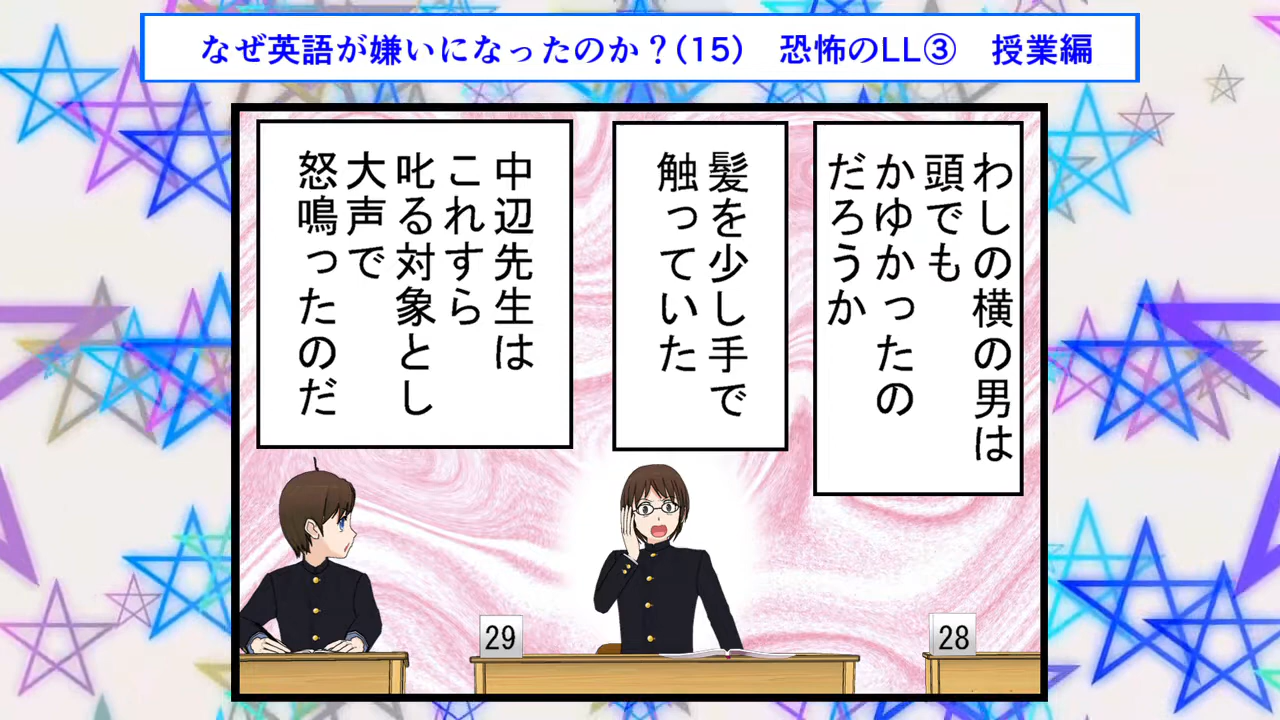 なぜ英語が嫌いになったのか？(15)　恐怖のLL③　授業編
わしの横の男は
頭でも
かゆかったの
だろうか
髪を少し手で
触っていた
中辺先生は
これすら
叱る対象とし
大声で
怒鳴ったのだ
29
28